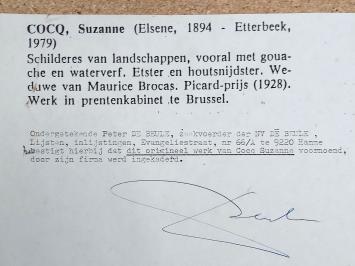 COCQ, Suzanne (Elsene, 1894 - Etterbeek,
1979)
Schilderes van landschappen, vooral met goua-
che en waterverf. Etster en houtsnijdster. We-
duwe van Maurice Brocas. Picard-prijs (1928).
Werk in prentenkabinet te Brussel.
Ondergetekende Peter DE BEULE, zaakvoerder der NV DE BEULE ,
Lijsten, inlijstingen, Evangeliestraat, nr 66/A te 9220 Hamme
bestigt hierbij dat dit origineel werk van Cocq Suzanne voornoemd,
door zijn firma werd ingekaderd.